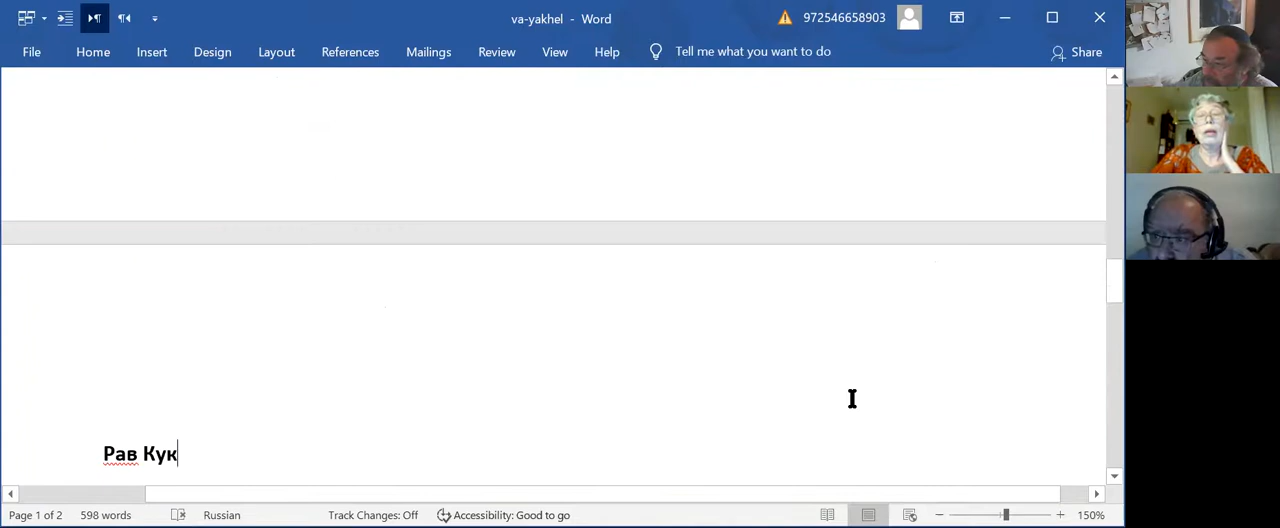 va-yakhel - Word
972546658903
File Home Insert Design Layout References Mailings Review View Help Tell me what you want to do Share
Рав Кук
Page 1 of 2 598 words Russian Track Changes: Off Accessibility: Good to go 150%